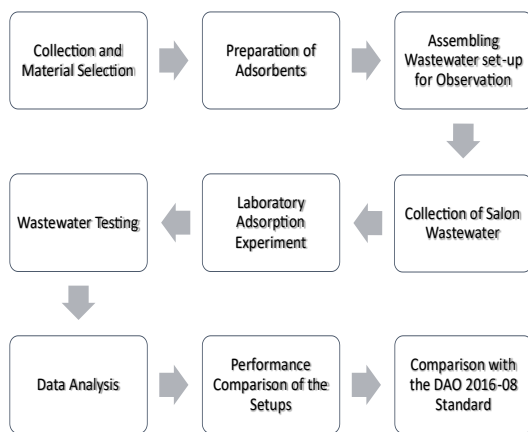 Collection and
Material Selection
Preparation of
Adsorbents
Assembling
Wastewater set-up
for Observation
Collection of Salon
Wastewater
Laboratory
Adsorption
Experiment
Wastewater Testing
Data Analysis
Performance
Comparison of the
Setups
Comparison with
the DAO 2016-08
Standard